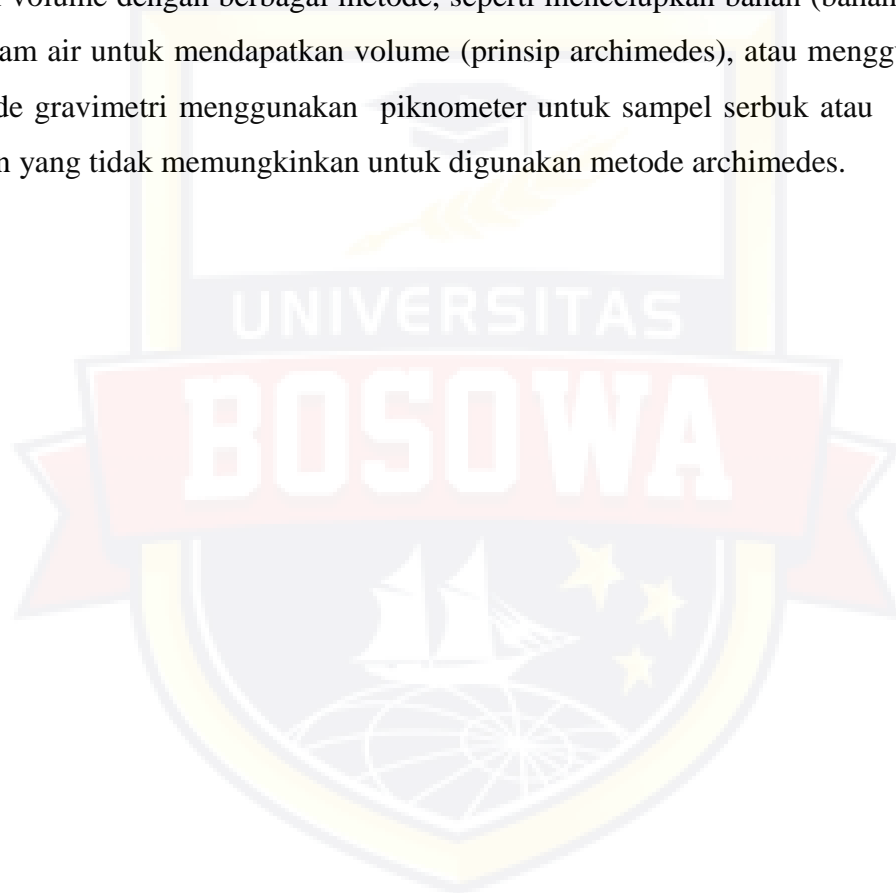 volume dengan berbagai metode, seperti mencelupkan bahan (bahan
am air untuk mendapatkan volume (prinsip archimedes), atau mengg
de gravimetri menggunakan piknometer untuk sampel serbuk atau
n yang tidak memungkinkan untuk digunakan metode archimedes.
UNIVERSITAS
BOSOWA